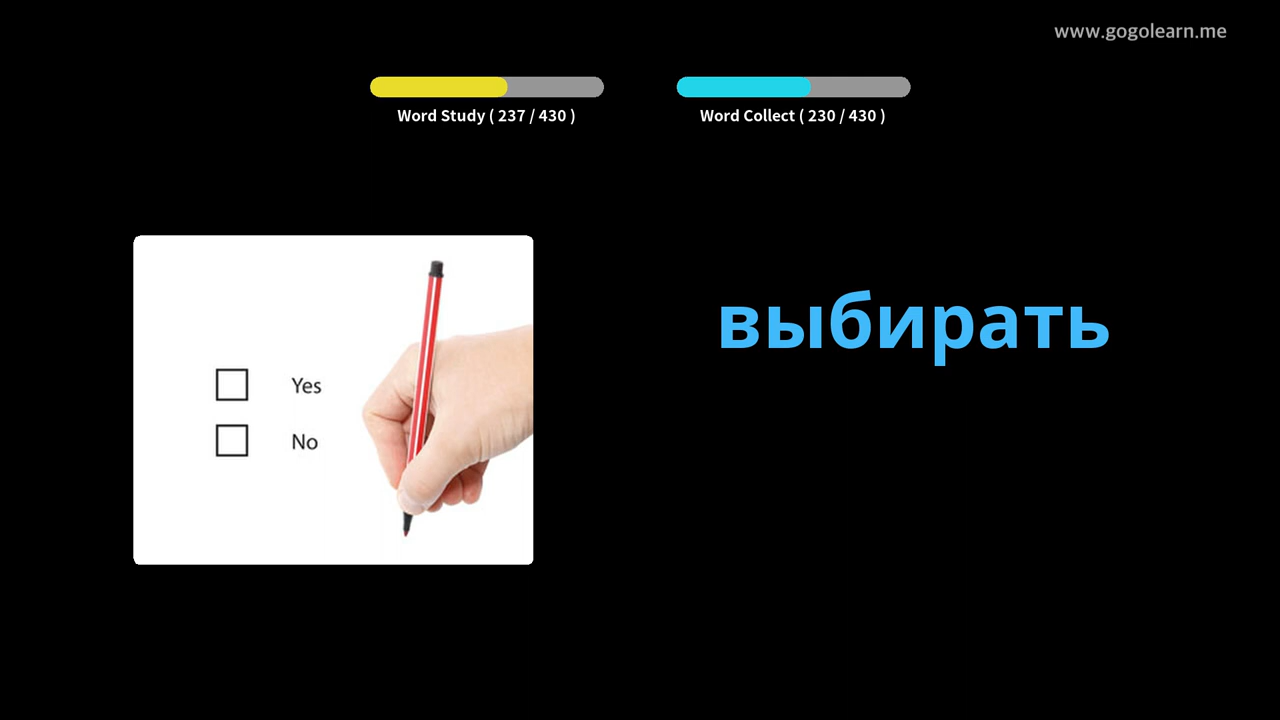 www.gogolearn.me
Word Study ( 237 / 430 )
Word Collect ( 230 / 430 )
выбирать
Yes
No